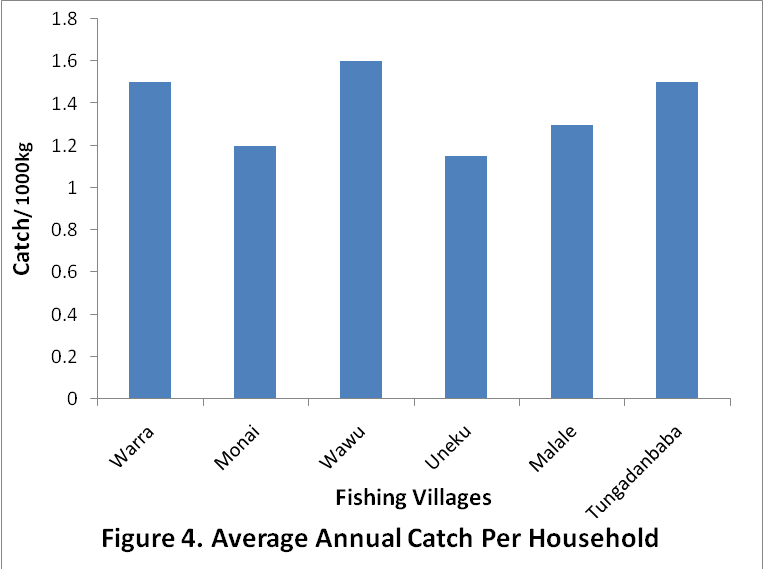 1.8
1.6
1.4
1.2
1
0.8
0.6
0.4
0.2
0
Catch/ 1000kg
Warra
Monai
Wawu
Uneku
Malale
Tungadanbaba
Fishing Villages
Figure 4. Average Annual Catch Per Household